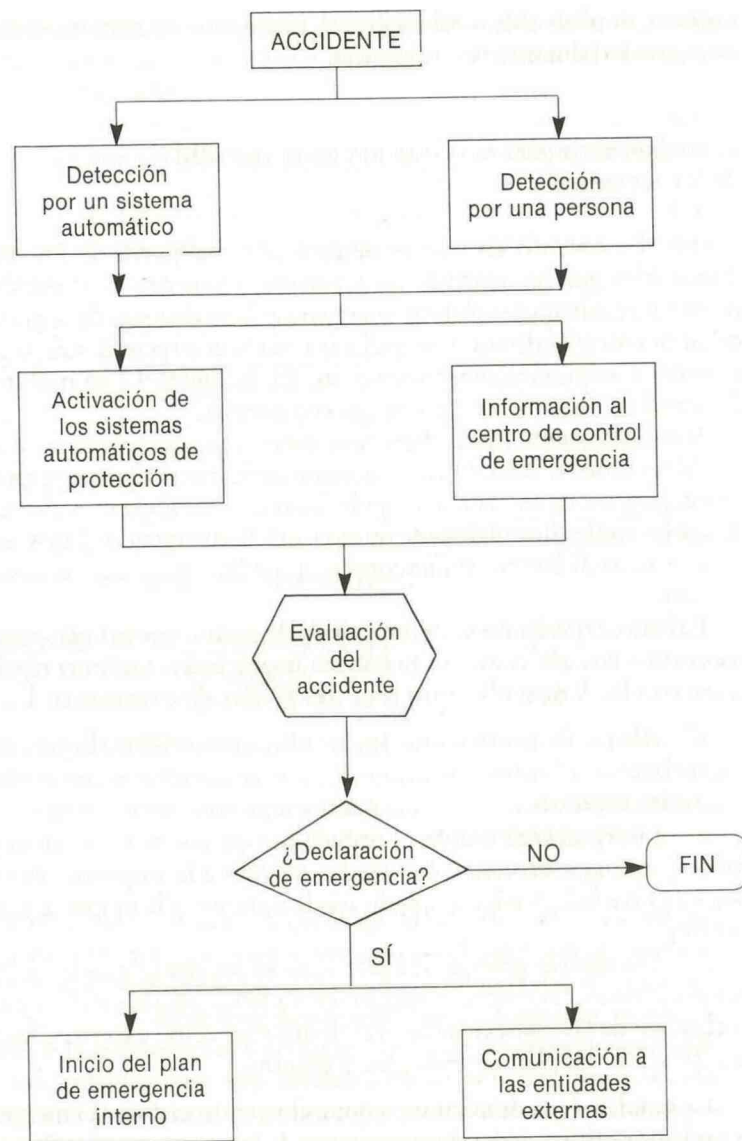 ACCIDENTE
Detección
por un sistema
automático
Detección
por una persona
Activación de
los sistemas
automáticos de
protección
Información al
centro de control
de emergencia
Evaluación
del
accidente
¿Declaración
de emergencia?
NO
FIN
SÍ
Inicio del plan
de emergencia
interno
Comunicación a
las entidades
externas